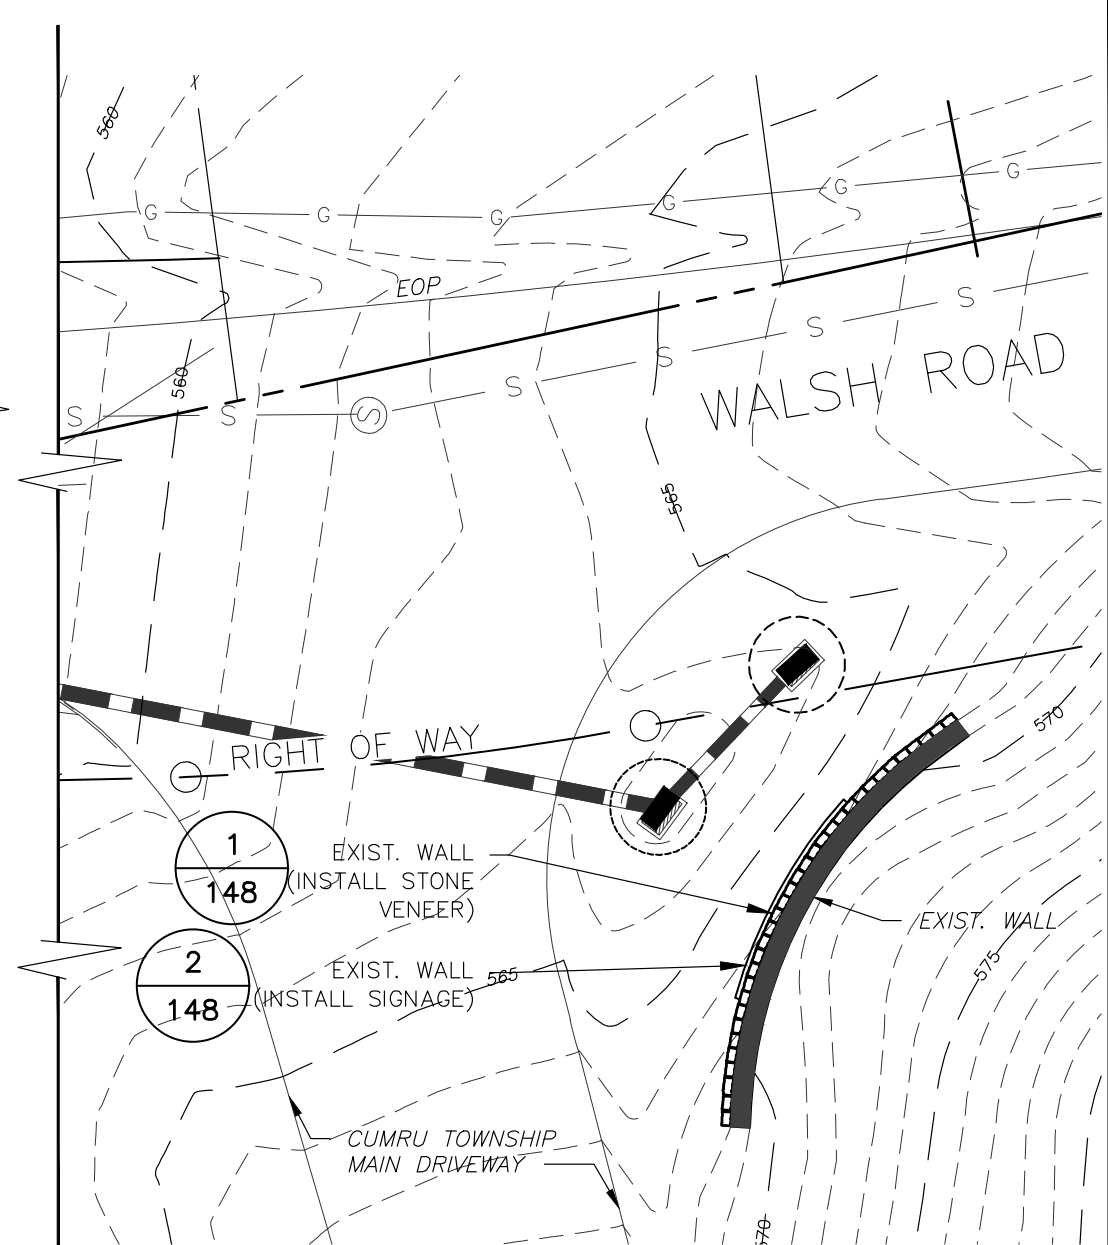 560
G G G G G G
EOP
S
S
S
560
S
S
S
S
WALSH ROAD
565
RIGHT OF WAY
570
1
148
EXIST. WALL
(INSTALL STONE
VENEER)
EXIST. WALL
2
148
EXIST. WALL
(INSTALL SIGNAGE)
565
575
CUMRU TOWNSHIP
MAIN DRIVEWAY
570